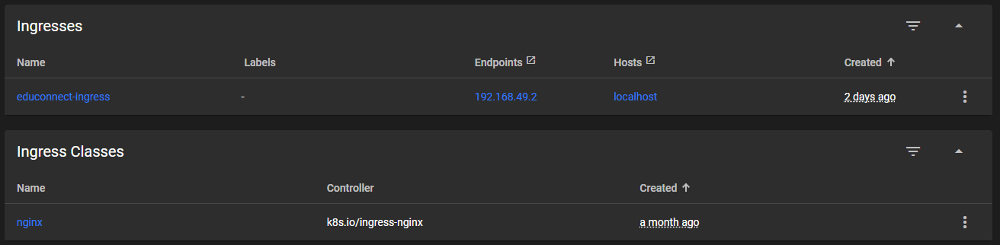 Ingresses
Name Labels Endpoints Hosts Created
educonnect-ingress - 192.168.49.2 localhost 2 days ago
Ingress Classes
Name Controller Created
nginx k8s.io/ingress-nginx a month ago